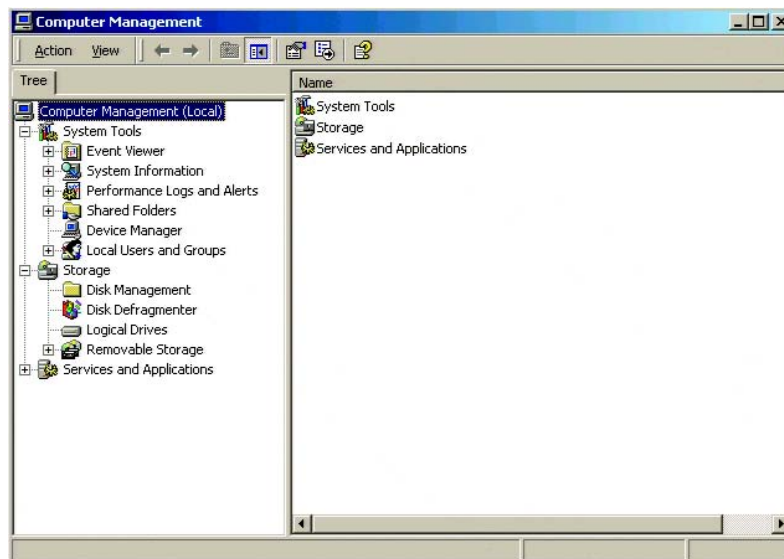 Computer Management
Action View
Tree
Name
Computer Management (Local)
System Tools
Event Viewer
System Information
Performance Logs and Alerts
Shared Folders
Device Manager
Local Users and Groups
Storage
Disk Management
Disk Defragmenter
Logical Drives
Removable Storage
Services and Applications
System Tools
Storage
Services and Applications